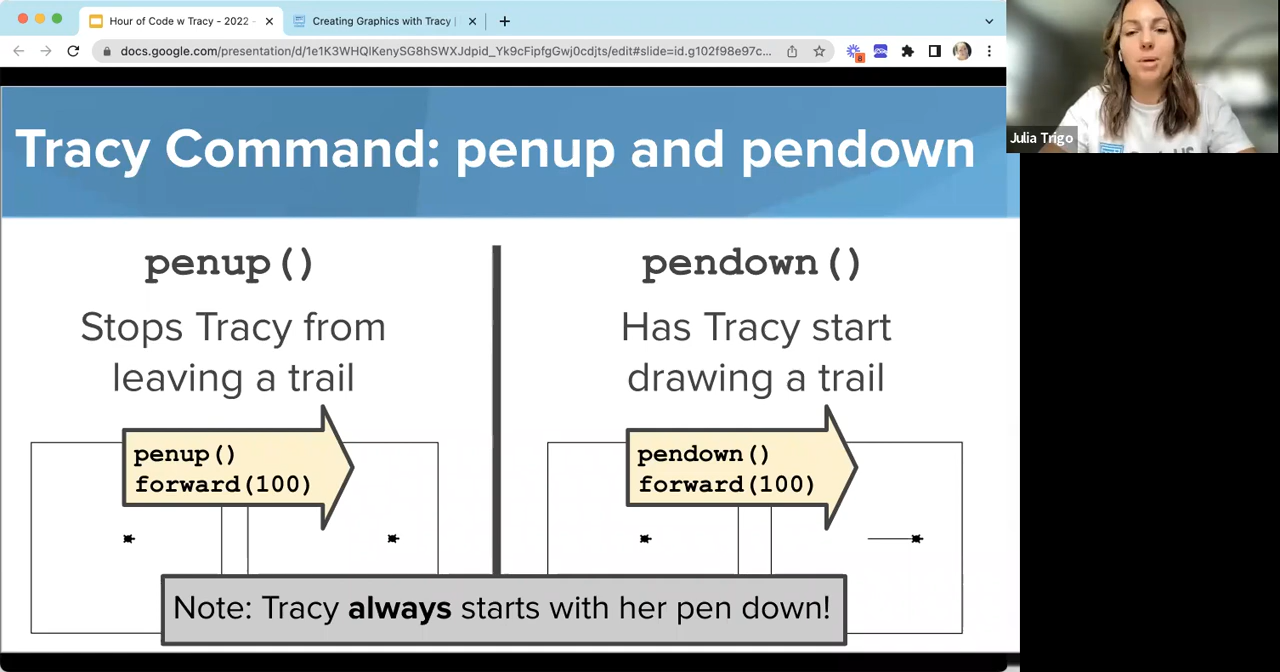 Hour of Code w Tracy - 2022 -
Creating Graphics with Tracy |
docs.google.com/presentation/d/1e1K3WHQlKenySG8hSWXJdpid_Yk9cFipfgGwj0cdjts/edit#slide=id.g102f98e97c...
8
Julia Trigo
Tracy Command: penup and pendown
penup()
Stops Tracy from
leaving a trail
penup()
forward(100)
pendown()
Has Tracy start
drawing a trail
pendown()
forward(100)
Note: Tracy always starts with her pen down!